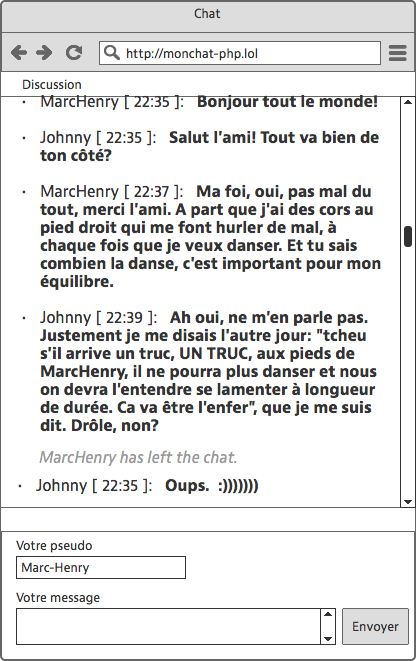 Chat
http://monchat-php.lol
Discussion
· MarcHenry [ 22:35 ]: Bonjour tout le monde!
· Johnny [ 22:35 ]: Salut l'ami! Tout va bien de
ton côté?
· MarcHenry [ 22:37 ]: Ma foi, oui, pas mal du
tout, merci l'ami. A part que j'ai des cors au
pied droit qui me font hurler de mal, à
chaque fois que je veux danser. Et tu sais
combien la danse, c'est important pour mon
équilibre.
· Johnny [ 22:39 ]: Ah oui, ne m'en parle pas.
Justement je me disais l'autre jour: "tcheu
s'il arrive un truc, UN TRUC, aux pieds de
MarcHenry, il ne pourra plus danser et nous
on devra l'entendre se lamenter à longueur
de durée. Ca va être l'enfer", que je me suis
dit. Drôle, non?
MarcHenry has left the chat.
· Johnny [ 22:35 ]: Oups. :)))))))
Votre pseudo
Marc-Henry
Votre message
Envoyer